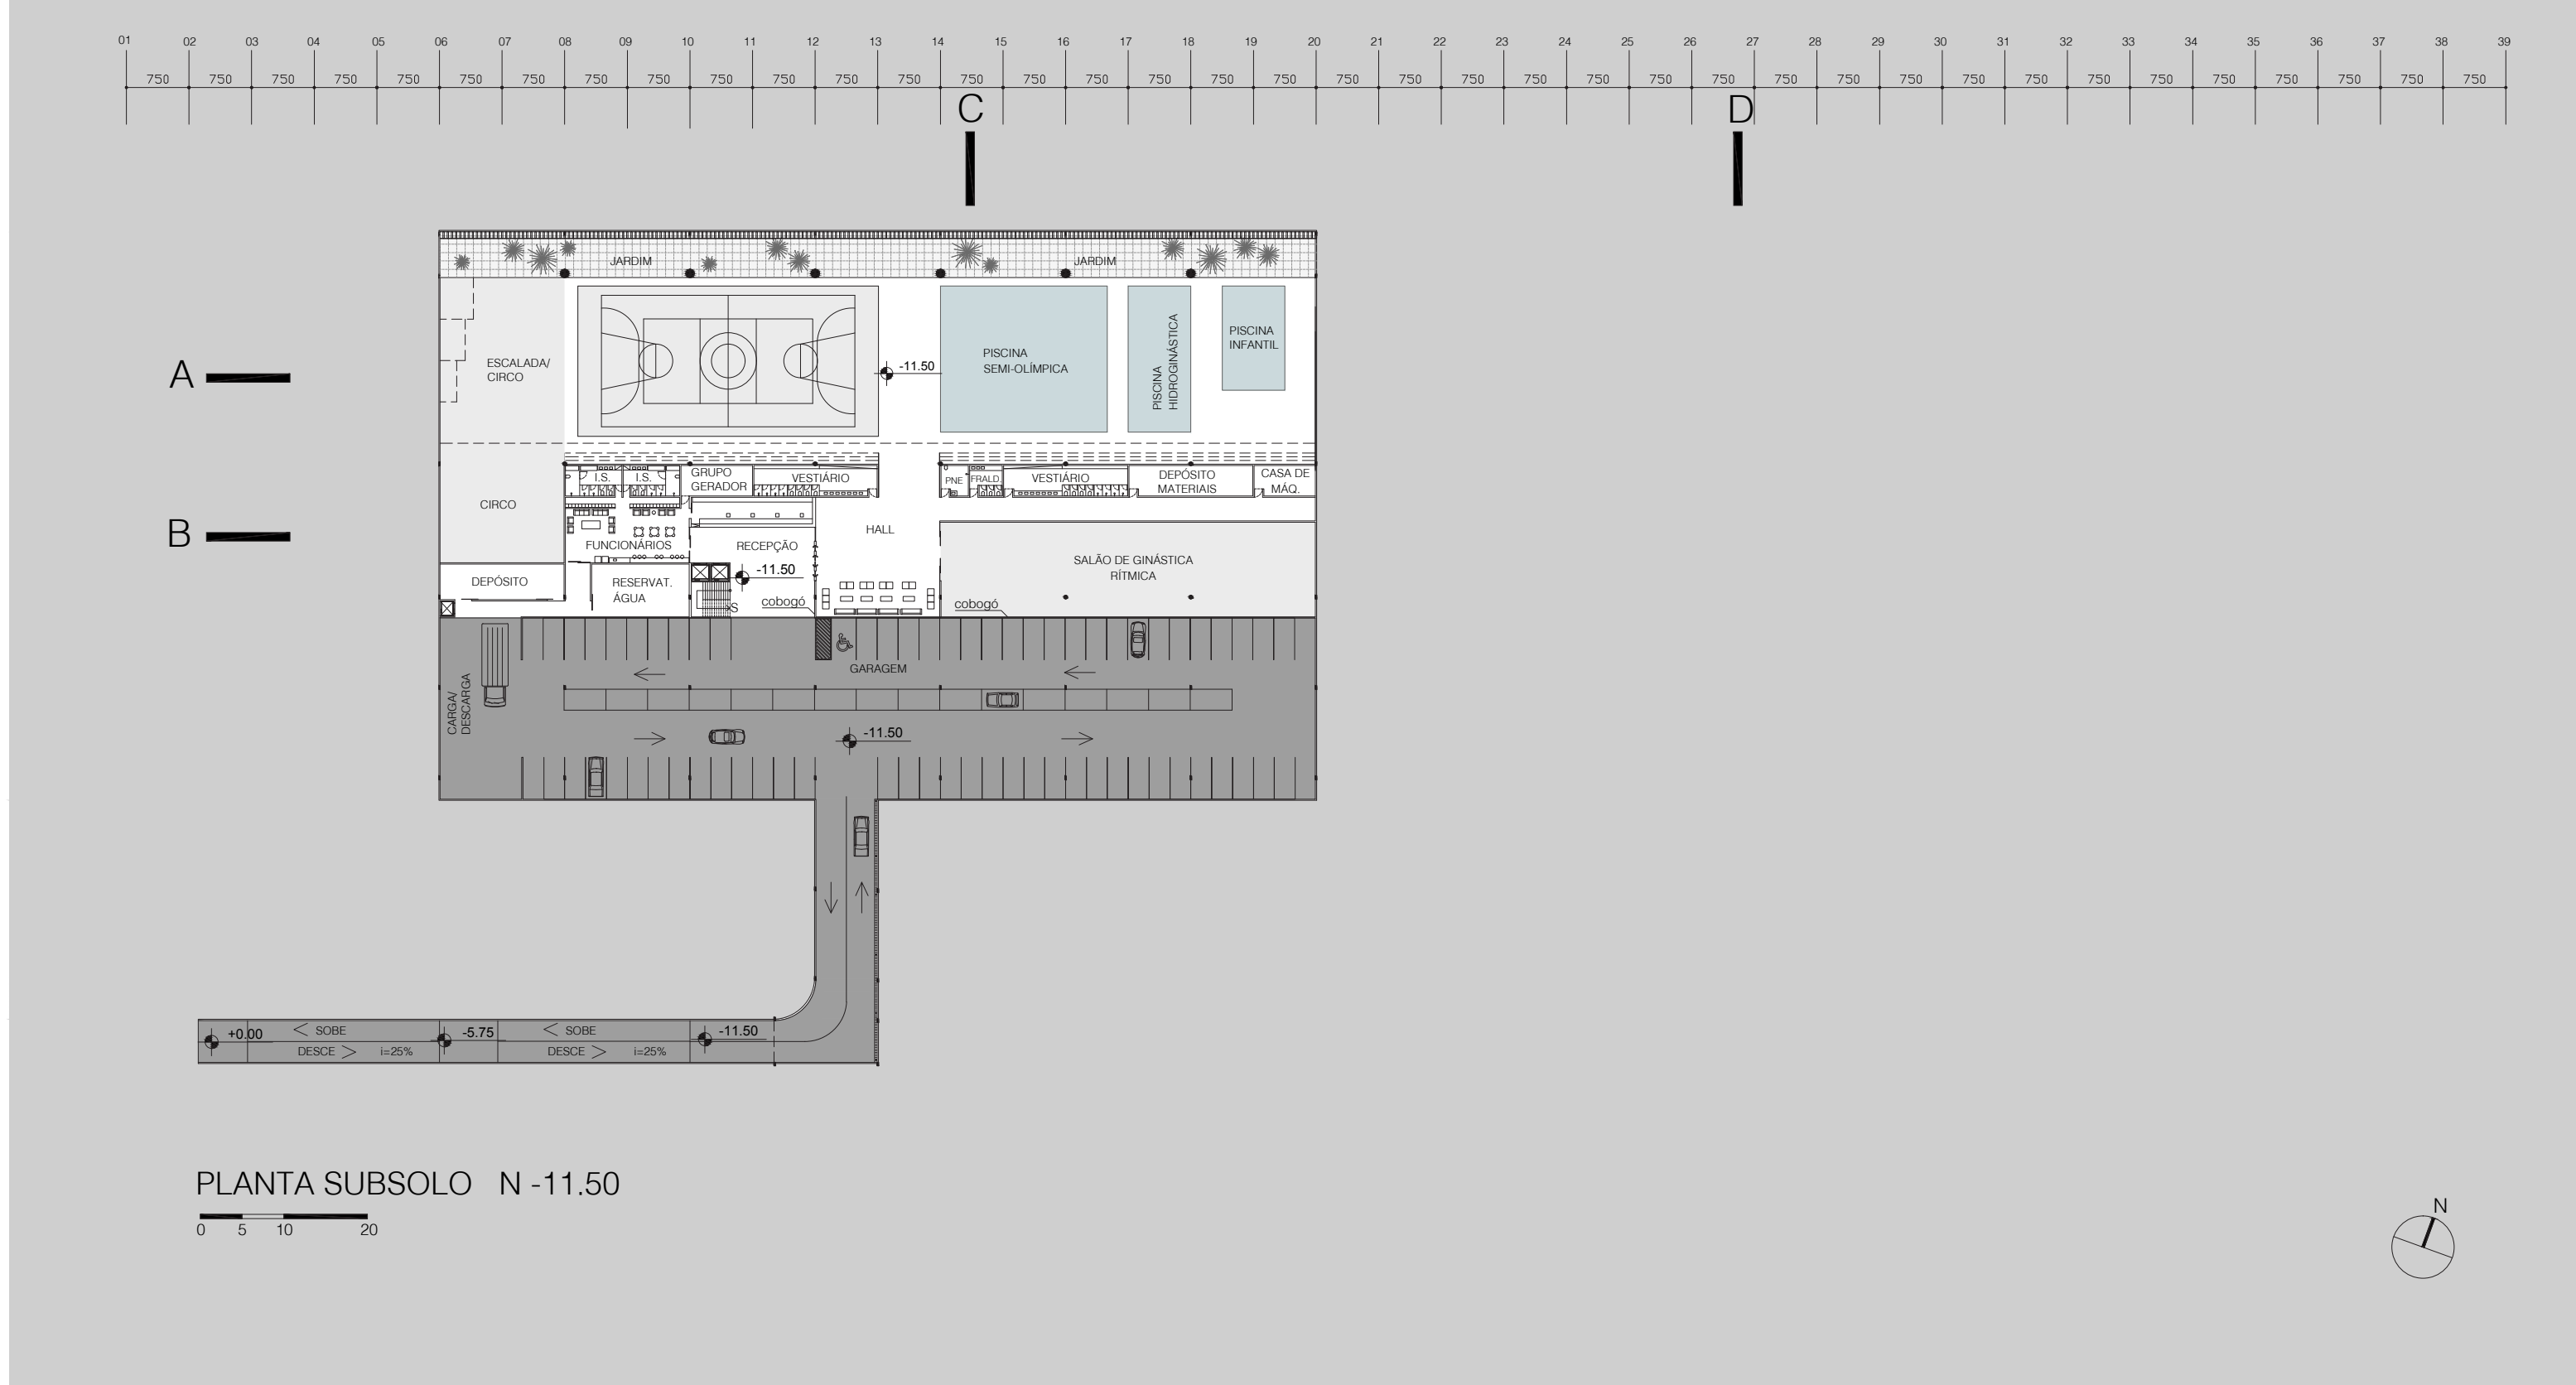 01 02 03 04 05 06 07 08 09 10 11 12 13 14 15 16 17 18 19 20 21 22 23 24 25 26 27 28 29 30 31 32 33 34 35 36 37 38 39
750 750 750 750 750 750 750 750 750 750 750 750 750 750 750 750 750 750 750 750 750 750 750 750 750 750 750 750 750 750 750 750 750 750 750 750 750 750
C D
JARDIM JARDIM
A
ESCALADA/
CIRCO
-11.50
PISCINA
SEMI-OLÍMPICA
PISCINA
HIDROGINÁSTICA
PISCINA
INFANTIL
B
CIRCO
I.S. I.S.
GRUPO
GERADOR
VESTIÁRIO
PNE
FRALD.
VESTIÁRIO
DEPÓSITO
MATERIAIS
CASA DE
MÁQ.
HALL
FUNCIONÁRIOS
RECEPÇÃO
SALÃO DE GINÁSTICA
RÍTMICA
DEPÓSITO
RESERVAT.
ÁGUA
-11.50
S
cobogó
cobogó
GARAGEM
CARGA/
DESCARGA
-11.50
+0.00 SOBE -5.75 SOBE -11.50
DESCE i=25% DESCE i=25%
PLANTA SUBSOLO N -11.50
0 5 10 20
N